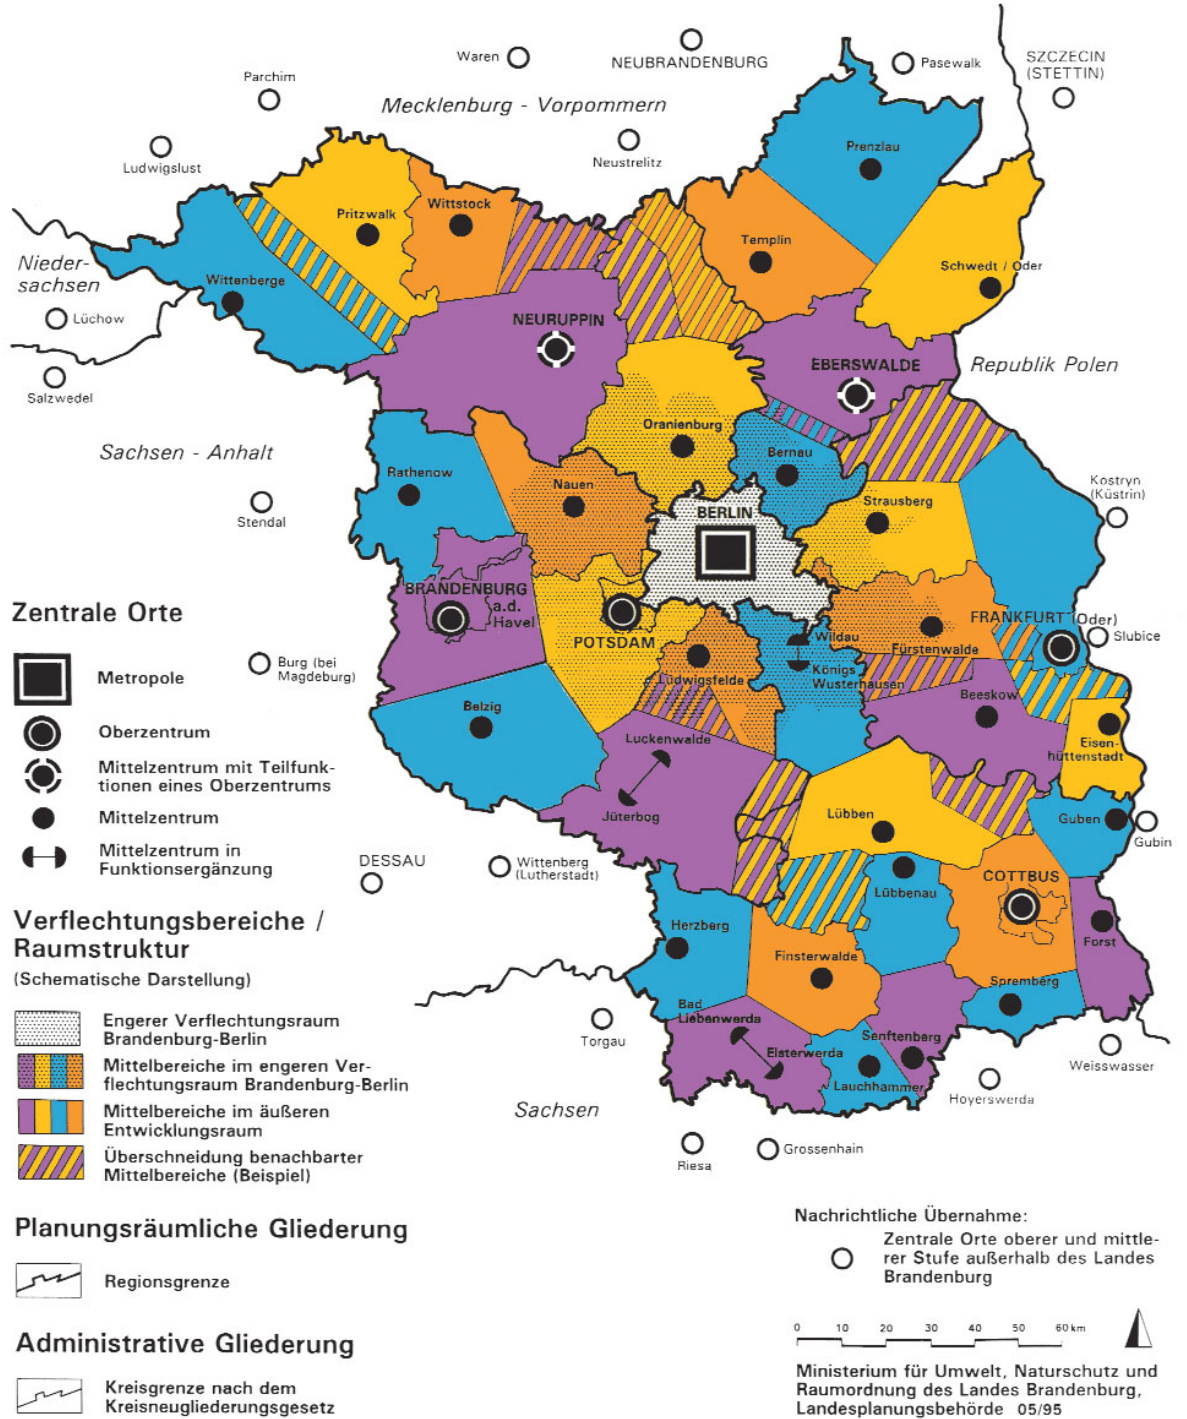 Waren
NEUBRANDENBURG
Pasewalk
SZCZECIN
(STETTIN)
Parchim
Mecklenburg - Vorpommern
Ludwigslust
Neustrelitz
Prenzlau
Pritzwalk
Wittstock
Templin
Schwedt / Oder
Nieder-
sachsen
Wittenberge
Lüchow
NEURUPPIN
EBERSWALDE
Republik Polen
Salzwedel
Sachsen - Anhalt
Oranienburg
Bernau
Rathenow
Nauen
Strausberg
Kostryn
(Küstrin)
Stendal
BERLIN
BRANDENBURG
a.d.
Havel
POTSDAM
FRANKFURT (Oder)
Slubice
Wildau
Fürstenwalde
Zentrale Orte
Burg (bei
Magdeburg)
Ludwigsfelde
Königs
Wusterhausen
Beeskow
Metropole
Belzig
Oberzentrum
Luckenwalde
Eisen-
hüttenstadt
Mittelzentrum mit Teilfunk-
tionen eines Oberzentrums
Mittelzentrum
Jüterbog
Lübben
Guben
Gubin
Mittelzentrum in
Funktionsergänzung
DESSAU
Wittenberg
(Lutherstadt)
Lübbenau
COTTBUS
Verflechtungsbereiche /
Raumstruktur
(Schematische Darstellung)
Herzberg
Finsterwalde
Forst
Spremberg
Engerer Verflechtungsraum
Brandenburg-Berlin
Torgau
Bad
Liebenwerda
Elsterwerda
Senftenberg
Lauchhammer
Weisswasser
Hoyerswerda
Mittelbereiche im engeren Ver-
flechtungsraum Brandenburg-Berlin
Mittelbereiche im äußeren
Entwicklungsraum
Sachsen
Riesa
Grossenhain
Überschneidung benachbarter
Mittelbereiche (Beispiel)
Planungsräumliche Gliederung
Regionsgrenze
Administrative Gliederung
Kreisgrenze nach dem
Kreisneugliederungsgesetz
Nachrichtliche Übernahme:
Zentrale Orte oberer und mittle-
rer Stufe außerhalb des Landes
Brandenburg
0 10 20 30 40 50 60 km
Ministerium für Umwelt, Naturschutz und
Raumordnung des Landes Brandenburg,
Landesplanungsbehörde 05/95